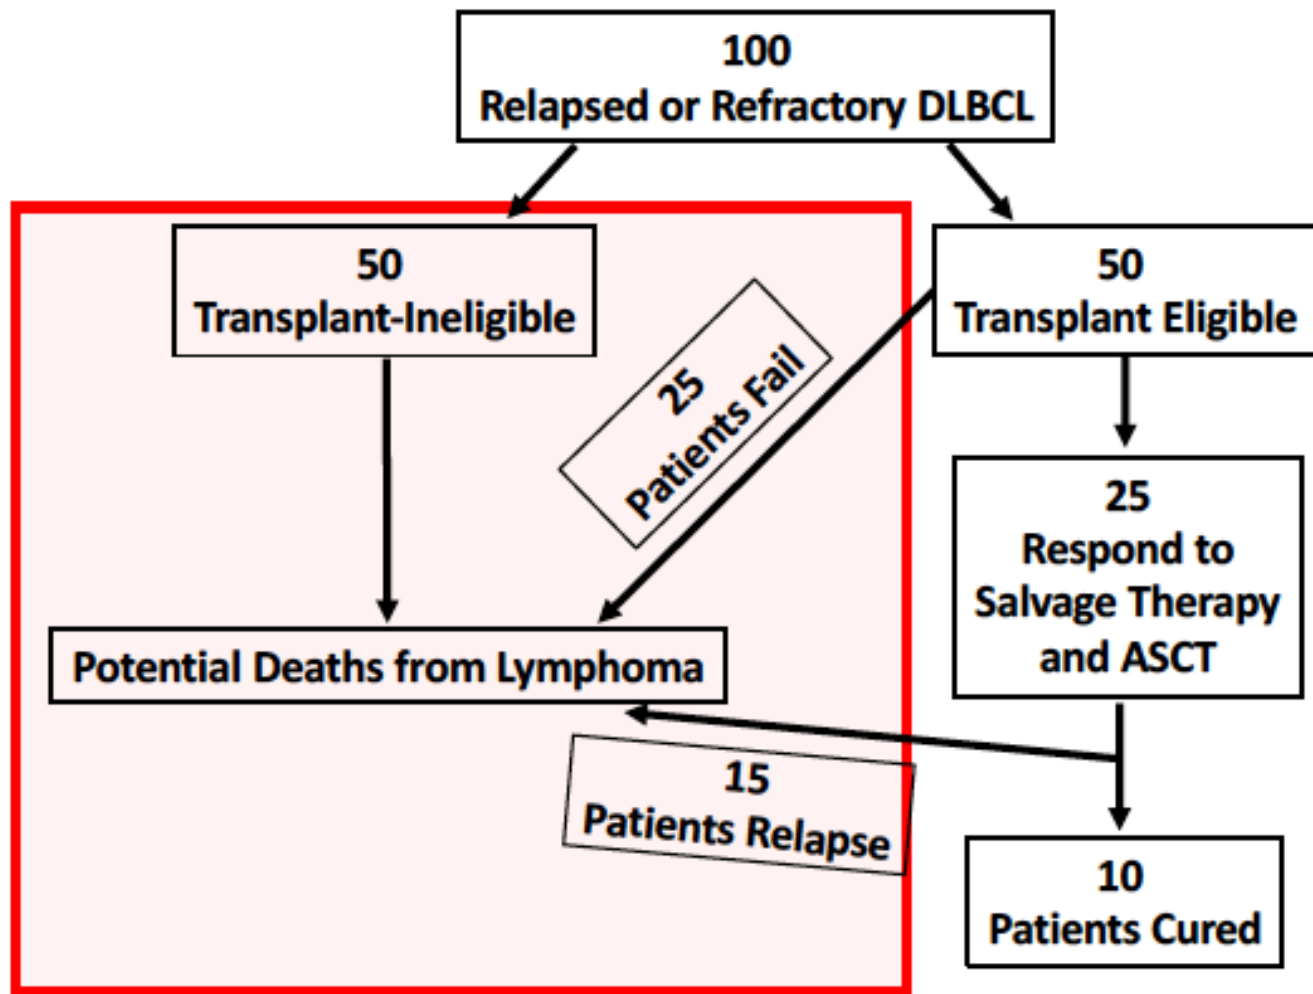 100
Relapsed or Refractory DLBCL
50
Transplant-Ineligible
50
Transplant Eligible
25
Patients Fail
25
Respond to
Salvage Therapy
and ASCT
Potential Deaths from Lymphoma
15
Patients Relapse
10
Patients Cured